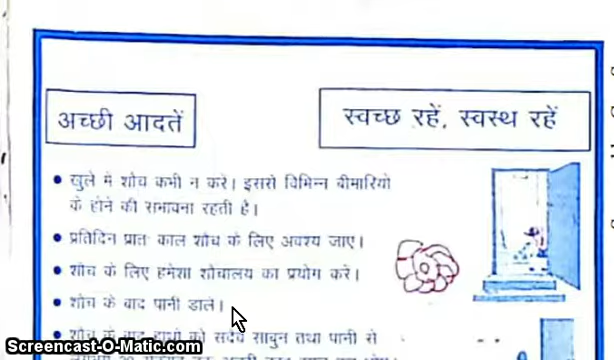 अच्छी आदतें
स्वच्छ रहें, स्वस्थ रहें
खुले में शौच कभी न करें। इससे विभिन्न बीमारियों
के होने की संभावना रहती है।
प्रतिदिन प्रातः काल शौच के लिए अवश्य जाएं।
शौच के लिए हमेशा शौचालय का प्रयोग करें।
शौच के बाद पानी डालें।
शौच के बाद हाथों को सदैव साबुन तथा पानी से
Screencast-O-Matic.com